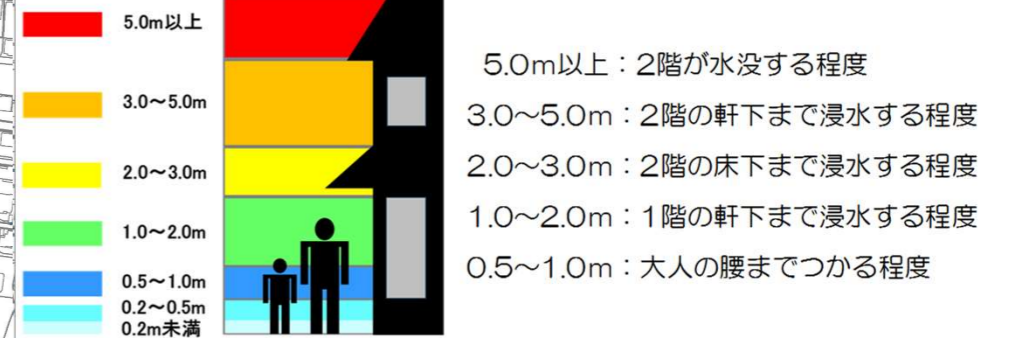 5.0m以上
3.0～5.0m
2.0～3.0m
1.0～2.0m
0.5～1.0m
0.2～0.5m
0.2m未満
5.0m以上：2階が水没する程度
3.0～5.0m：2階の軒下まで浸水する程度
2.0～3.0m：2階の床下まで浸水する程度
1.0～2.0m：1階の軒下まで浸水する程度
0.5～1.0m：大人の腰までつかる程度